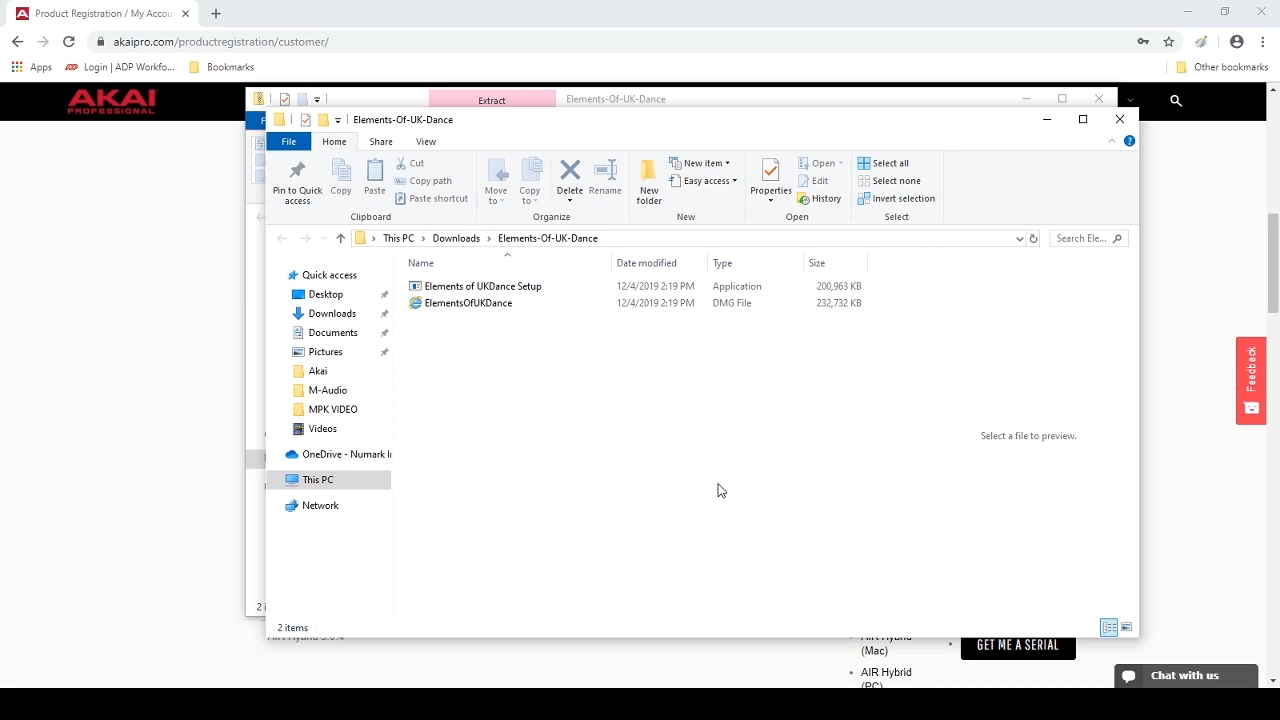 Product Registration / My Accou
akaipro.com/productregistration/customer/
Apps
Login | ADP Workfo...
Bookmarks
Other bookmarks
AKAI
PROFESSIONAL
Extract
Elements-Of-UK-Dance
Elements-Of-UK-Dance
File
Home
Share
View
Pin to Quick access
Copy
Paste
Cut
Copy path
Paste shortcut
Clipboard
Move to
Copy to
Delete
Rename
Organize
New folder
New item
Easy access
New
Properties
Open
Edit
History
Open
Select all
Select none
Invert selection
Select
This PC
Downloads
Elements-Of-UK-Dance
Search Ele...
Name
Date modified
Type
Size
Elements of UKDance Setup
12/4/2019 2:19 PM
Application
200,963 KB
ElementsOfUKDance
12/4/2019 2:19 PM
DMG File
232,732 KB
Quick access
Desktop
Downloads
Documents
Pictures
Akai
M-Audio
MPK VIDEO
Videos
OneDrive - Numark I
This PC
Network
Select a file to preview.
2 i
2 items
Feedback
AIR Hybrid 3.0.4
AIR Hybrid
(Mac)
AIR Hybrid
(PC)
GET ME A SERIAL
Chat with us